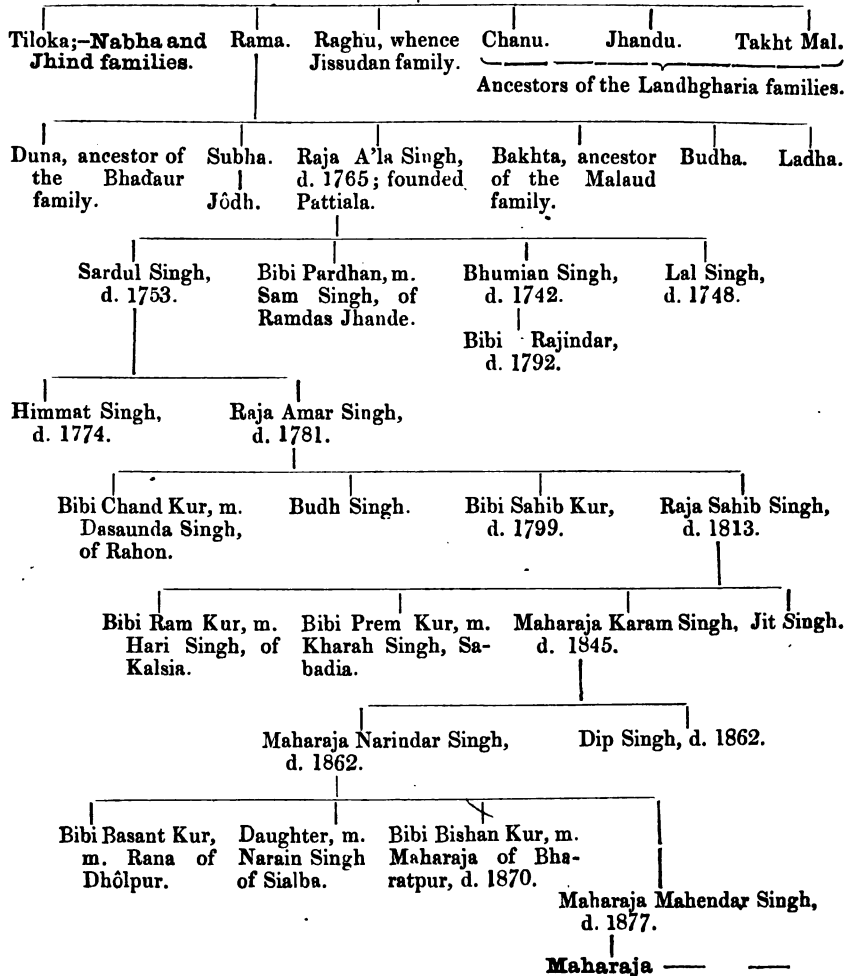 Tiloka;–Nabha and Jhind families.
Rama.
Raghu, whence Jissudan family.
Chanu.
Jhandu.
Takht Mal.
Ancestors of the Landhgharia families.
Duna, ancestor of
the Bhadaur
family.
Subha.
Jôdh.
Raja A'la Singh,
d. 1765; founded
Pattiala.
Bakhta, ancestor
of the Malaud
family.
Budha.
Ladha.
Sardul Singh,
d. 1753.
Bibi Pardhan, m.
Sam Singh, of
Ramdas Jhande.
Bhumian Singh,
d. 1742.
Bibi Rajindar,
d. 1792.
Lal Singh,
d. 1748.
Himmat Singh,
d. 1774.
Raja Amar Singh,
d. 1781.
Bibi Chand Kur, m.
Dasaunda Singh,
of Rahon.
Budh Singh.
Bibi Sahib Kur,
d. 1799.
Raja Sahib Singh,
d. 1813.
Bibi Ram Kur, m.
Hari Singh, of
Kalsia.
Bibi Prem Kur, m.
Kharah Singh, Sa-
badia.
Maharaja Karam Singh,
d. 1845.
Jit Singh.
Maharaja Narindar Singh,
d. 1862.
Dip Singh, d. 1862.
Bibi Basant Kur,
m. Rana of
Dhôlpur.
Daughter, m.
Narain Singh
of Sialba.
Bibi Bishan Kur, m.
Maharaja of Bha-
ratpur, d. 1870.
Maharaja Mahendar Singh,
d. 1877.
Maharaja — —